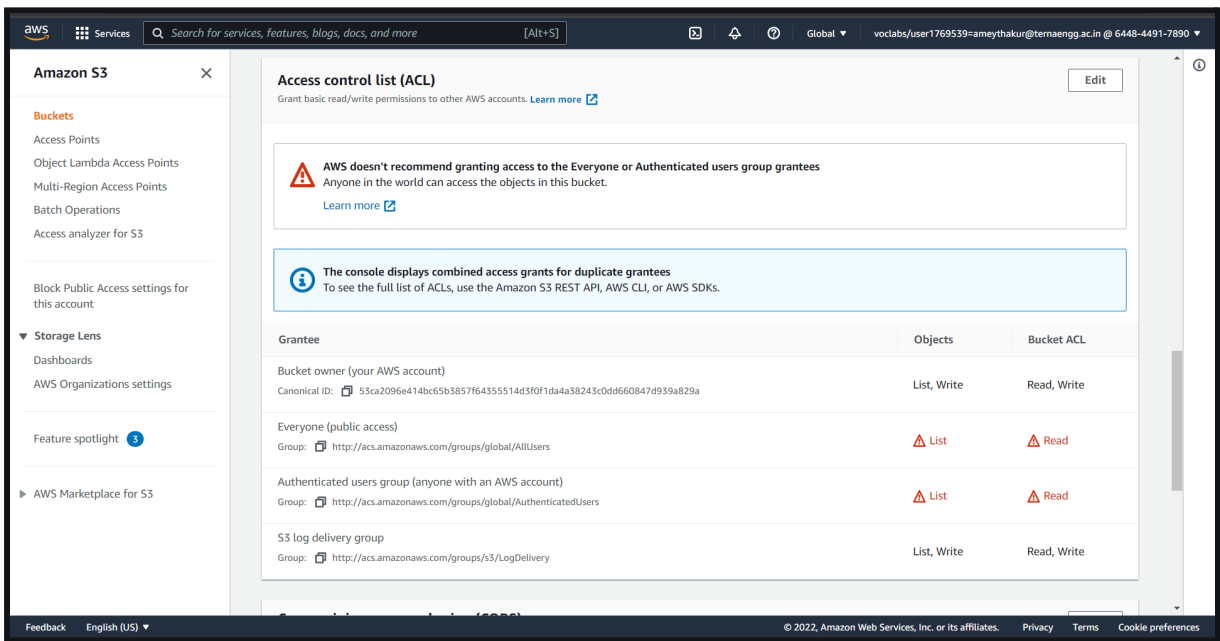 aws Services Search for services, features, blogs, docs, and more [Alt+S] Global ▼ voclabs/user1769539=ameythakur@ternaengg.ac.in @ 6448-4491-7890 ▼
Amazon S3
Buckets
Access Points
Object Lambda Access Points
Multi-Region Access Points
Batch Operations
Access analyzer for S3
Block Public Access settings for
this account
Storage Lens
Dashboards
AWS Organizations settings
Feature spotlight 3
AWS Marketplace for S3
Access control list (ACL)
Edit
Grant basic read/write permissions to other AWS accounts. Learn more
AWS doesn't recommend granting access to the Everyone or Authenticated users group grantees
Anyone in the world can access the objects in this bucket.
Learn more
The console displays combined access grants for duplicate grantees
To see the full list of ACLs, use the Amazon S3 REST API, AWS CLI, or AWS SDKs.
Grantee Objects Bucket ACL
Bucket owner (your AWS account)
Canonical ID: 53ca2096e414bc65b3857f64355514d3f0f1da4a38243c0dd660847d939a829a
List, Write Read, Write
Everyone (public access)
Group: http://acs.amazonaws.com/groups/global/AllUsers
List Read
Authenticated users group (anyone with an AWS account)
Group: http://acs.amazonaws.com/groups/global/AuthenticatedUsers
List Read
S3 log delivery group
Group: http://acs.amazonaws.com/groups/s3/LogDelivery
List, Write Read, Write
Feedback English (US) ▼ © 2022, Amazon Web Services, Inc. or its affiliates. Privacy Terms Cookie preferences